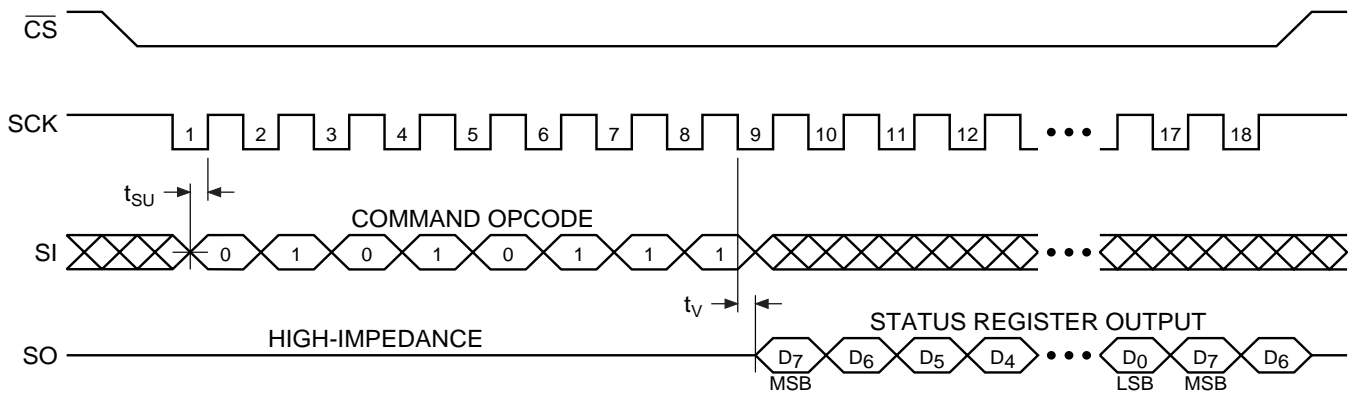 CS
SCK 1 2 3 4 5 6 7 8 9 10 11 12 ••• 17 18
tSU
COMMAND OPCODE
SI 0 1 0 1 0 1 1 1 •••
tV
HIGH-IMPEDANCE STATUS REGISTER OUTPUT
SO D7 D6 D5 D4 ••• D0 D7 D6
MSB LSB MSB